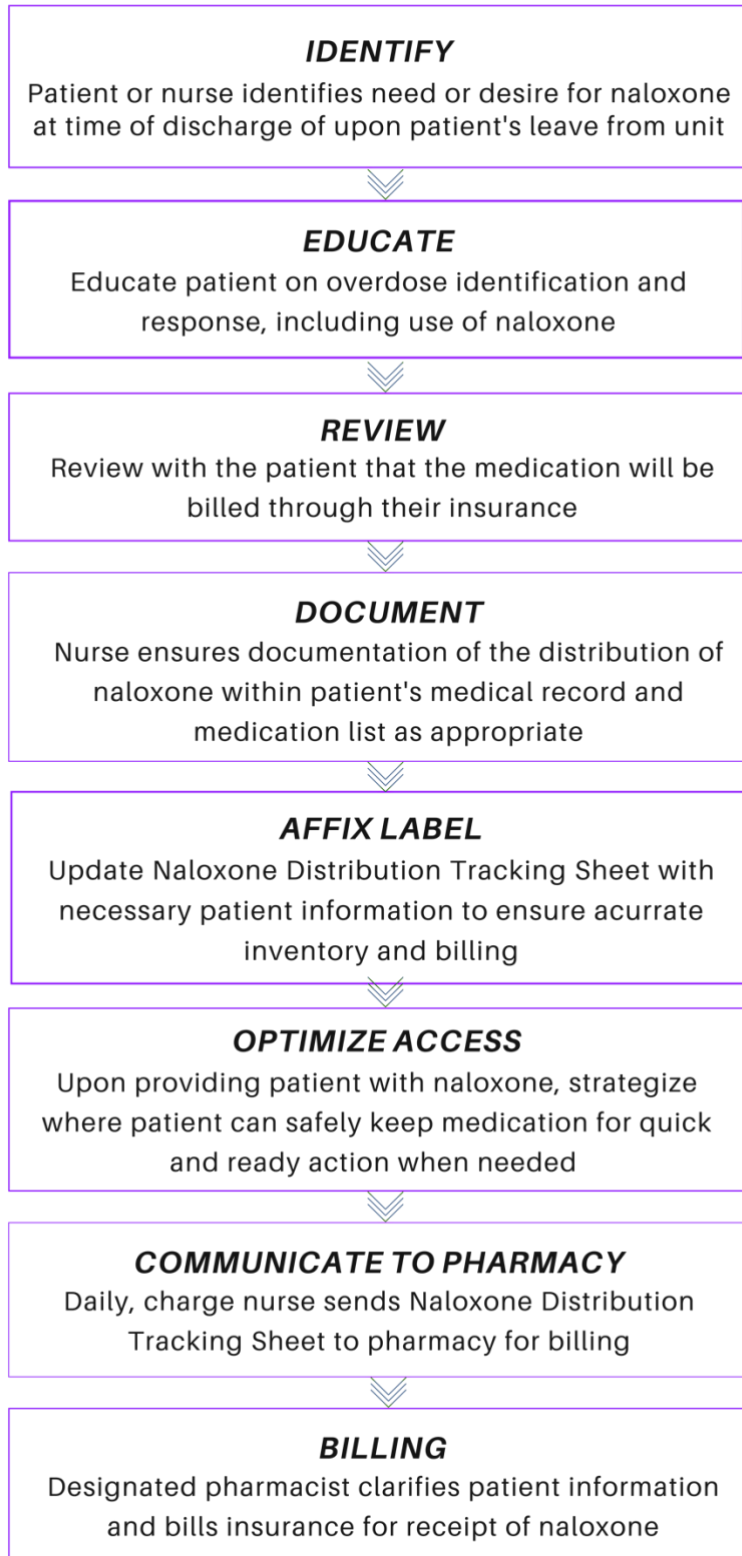 IDENTIFY
Patient or nurse identifies need or desire for naloxone
at time of discharge of upon patient's leave from unit
EDUCATE
Educate patient on overdose identification and
response, including use of naloxone
REVIEW
Review with the patient that the medication will be
billed through their insurance
DOCUMENT
Nurse ensures documentation of the distribution of
naloxone within patient's medical record and
medication list as appropriate
AFFIX LABEL
Update Naloxone Distribution Tracking Sheet with
necessary patient information to ensure acurrate
inventory and billing
OPTIMIZE ACCESS
Upon providing patient with naloxone, strategize
where patient can safely keep medication for quick
and ready action when needed
COMMUNICATE TO PHARMACY
Daily, charge nurse sends Naloxone Distribution
Tracking Sheet to pharmacy for billing
BILLING
Designated pharmacist clarifies patient information
and bills insurance for receipt of naloxone